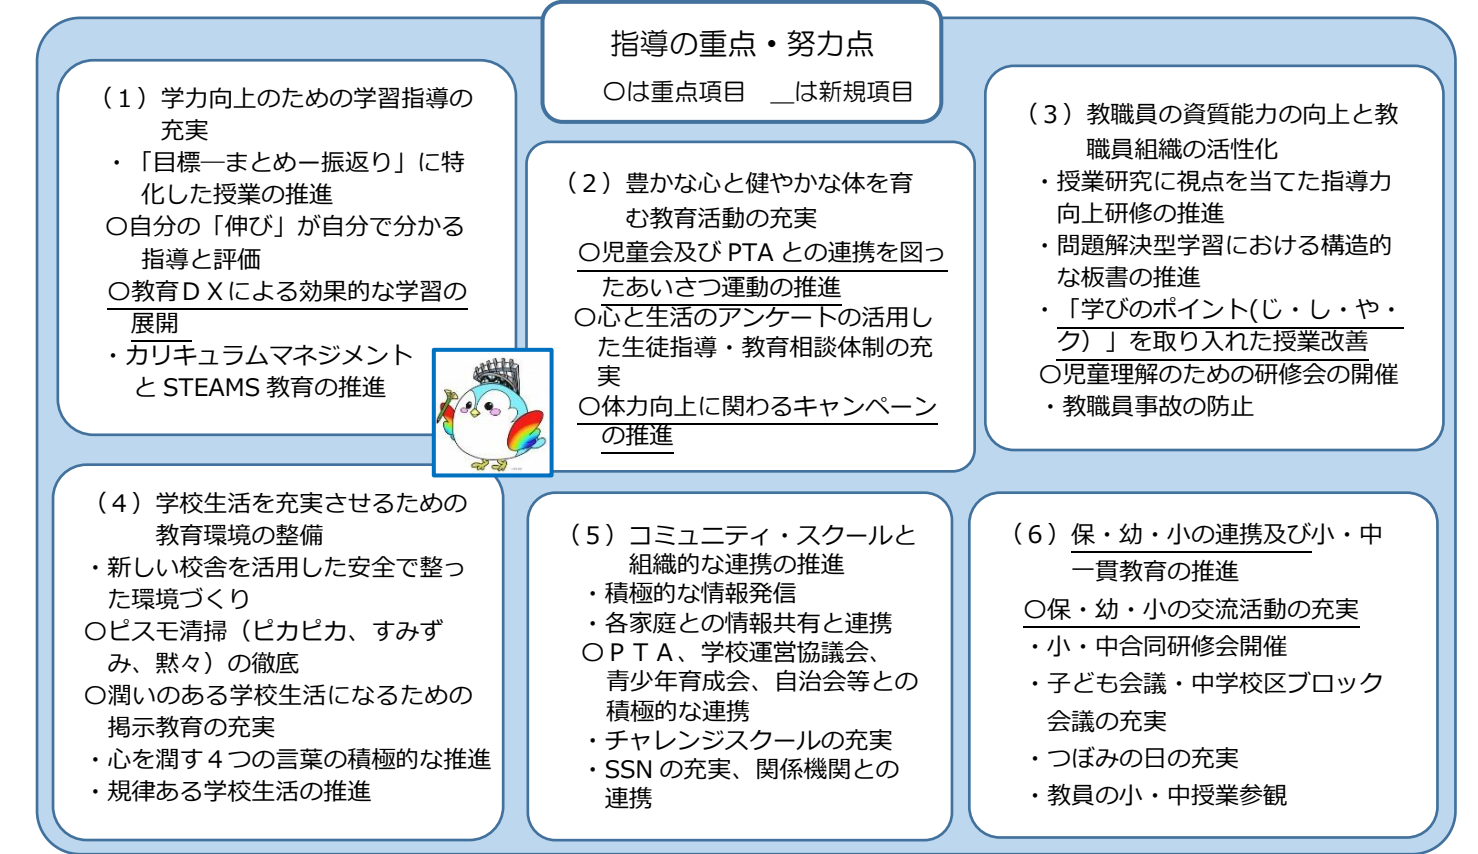 指導の重点・努力点
〇は重点項目　＿は新規項目
（１）学力向上のための学習指導の
充実
・「目標―まとめー振返り」に特
化した授業の推進
〇自分の「伸び」が自分で分かる
指導と評価
〇教育ＤＸによる効果的な学習の
展開
・カリキュラムマネジメント
と STEAMS 教育の推進
（２）豊かな心と健やかな体を育
む教育活動の充実
〇児童会及び PTA との連携を図っ
たあいさつ運動の推進
〇心と生活のアンケートの活用し
た生徒指導・教育相談体制の充
実
〇体力向上に関わるキャンペーン
の推進
（３）教職員の資質能力の向上と教
職員組織の活性化
・授業研究に視点を当てた指導力
向上研修の推進
・問題解決型学習における構造的
な板書の推進
・「学びのポイント(じ・し・や・
ク）」を取り入れた授業改善
〇児童理解のための研修会の開催
・教職員事故の防止
（４）学校生活を充実させるための
教育環境の整備
・新しい校舎を活用した安全で整っ
た環境づくり
〇ピスモ清掃（ピカピカ、すみず
み、黙々）の徹底
〇潤いのある学校生活になるための
掲示教育の充実
・心を潤す４つの言葉の積極的な推進
・規律ある学校生活の推進
（５）コミュニティ・スクールと
組織的な連携の推進
・積極的な情報発信
・各家庭との情報共有と連携
〇ＰＴＡ、学校運営協議会、
青少年育成会、自治会等との
積極的な連携
・チャレンジスクールの充実
・SSN の充実、関係機関との
連携
（６）保・幼・小の連携及び小・中
一貫教育の推進
〇保・幼・小の交流活動の充実
・小・中合同研修会開催
・子ども会議・中学校区ブロック
会議の充実
・つぼみの日の充実
・教員の小・中授業参観